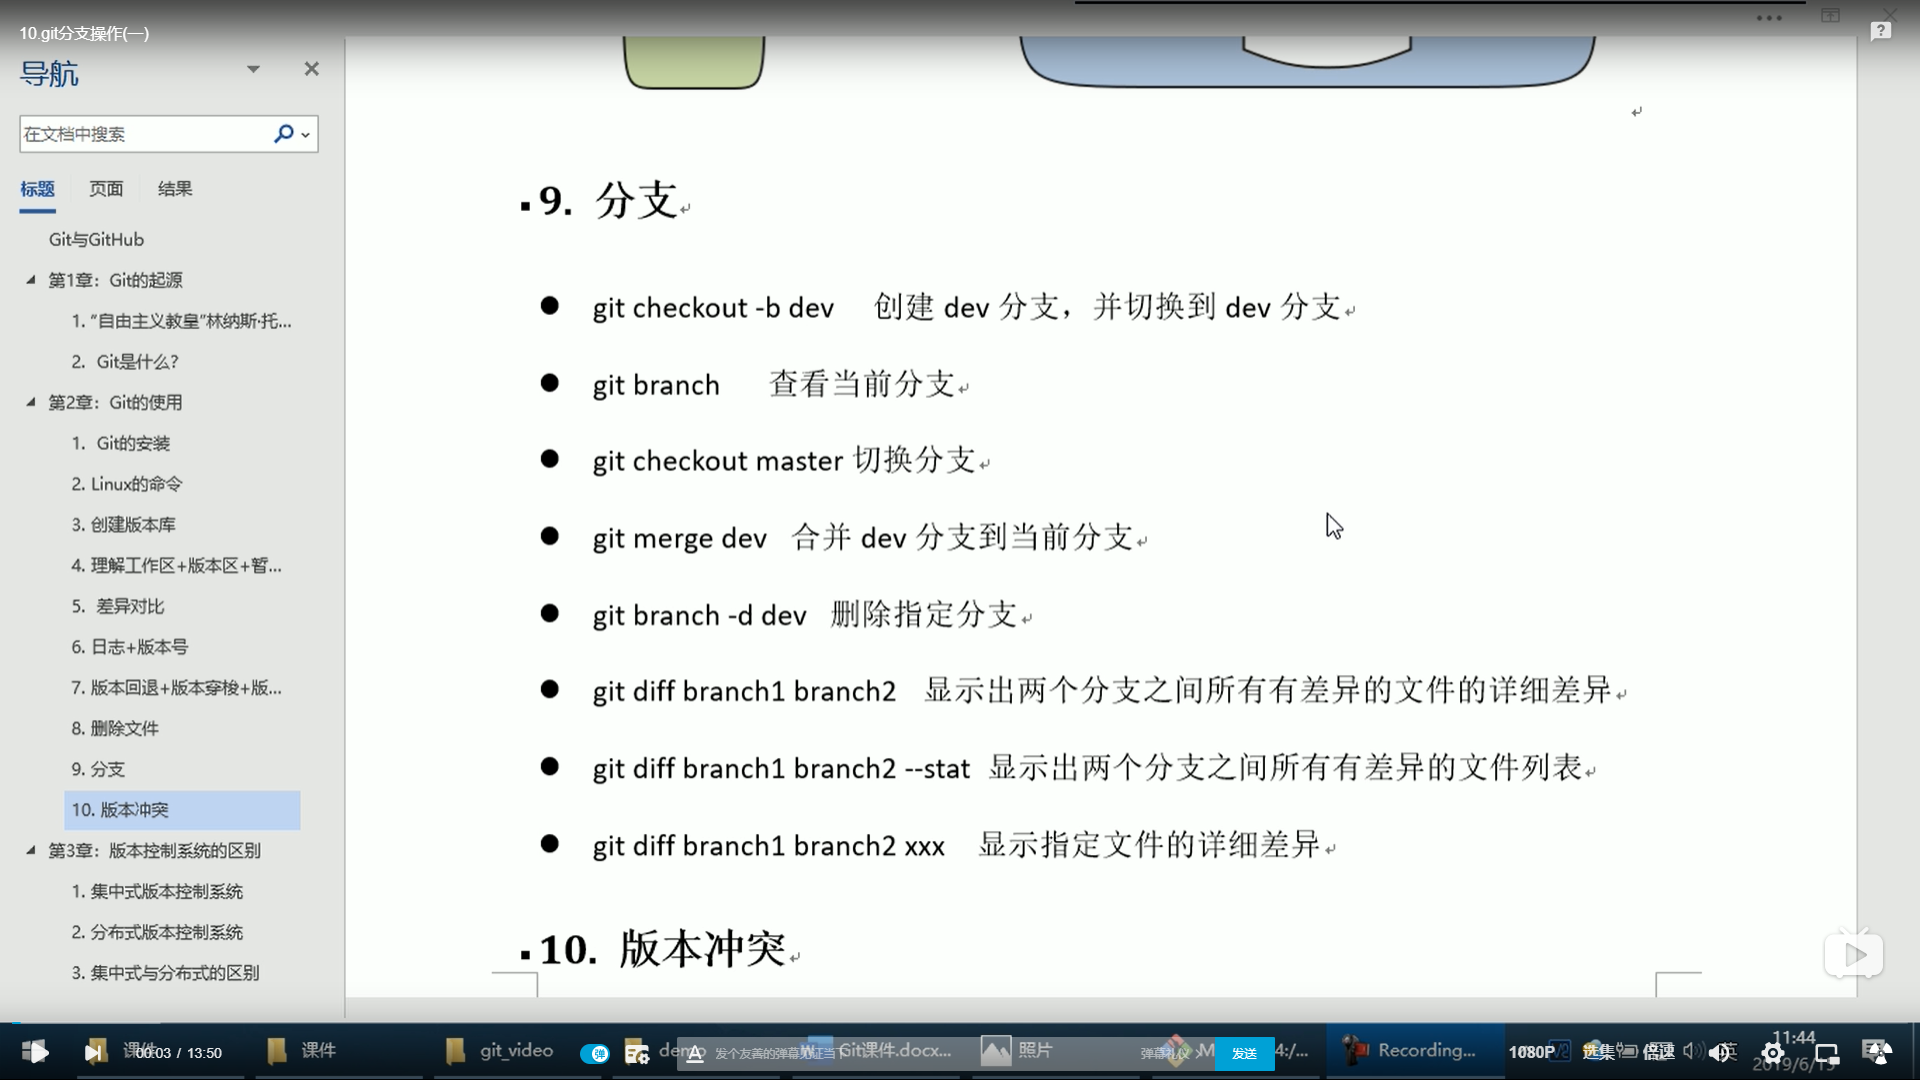 10.git分支操作(一)
导航
在文档中搜索
标题 页面 结果
Git与GitHub
第1章：Git的起源
1. “自由主义教皇”林纳斯·托...
2. Git是什么?
第2章：Git的使用
1. Git的安装
2. Linux的命令
3. 创建版本库
4. 理解工作区+版本区+暂...
5. 差异对比
6. 日志+版本号
7. 版本回退+版本穿梭+版...
8. 删除文件
9. 分支
10. 版本冲突
第3章：版本控制系统的区别
1. 集中式版本控制系统
2. 分布式版本控制系统
3. 集中式与分布式的区别
9. 分支
git checkout -b dev 创建 dev 分支，并切换到 dev 分支
git branch 查看当前分支
git checkout master 切换分支
git merge dev 合并 dev 分支到当前分支
git branch -d dev 删除指定分支
git diff branch1 branch2 显示出两个分支之间所有有差异的文件的详细差异
git diff branch1 branch2 --stat 显示出两个分支之间所有有差异的文件列表
git diff branch1 branch2 xxx 显示指定文件的详细差异
10. 版本冲突
00:03 / 13:50
课件
git_video
弹
发个友善的弹幕见证当下
Git课件.docx...
照片
弹幕礼仪
发送
Recording...
1080P
选集
倍速
英
11:44